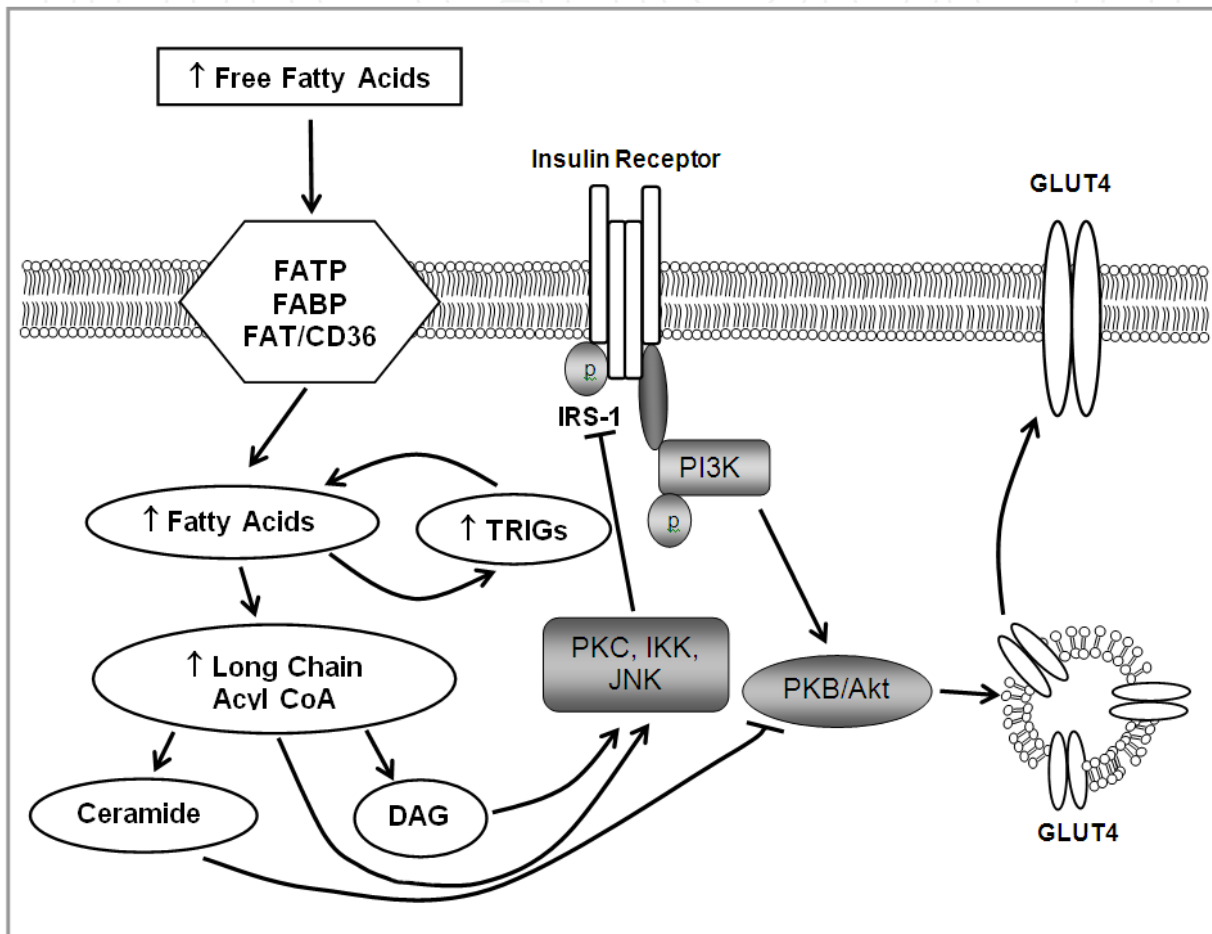 ↑ Free Fatty Acids
Insulin Receptor
GLUT4
FATP
FABP
FAT/CD36
p
IRS-1
PI3K
p
↑ Fatty Acids
↑ TRIGs
↑ Long Chain
Acyl CoA
PKC, IKK,
JNK
PKB/Akt
Ceramide
DAG
GLUT4